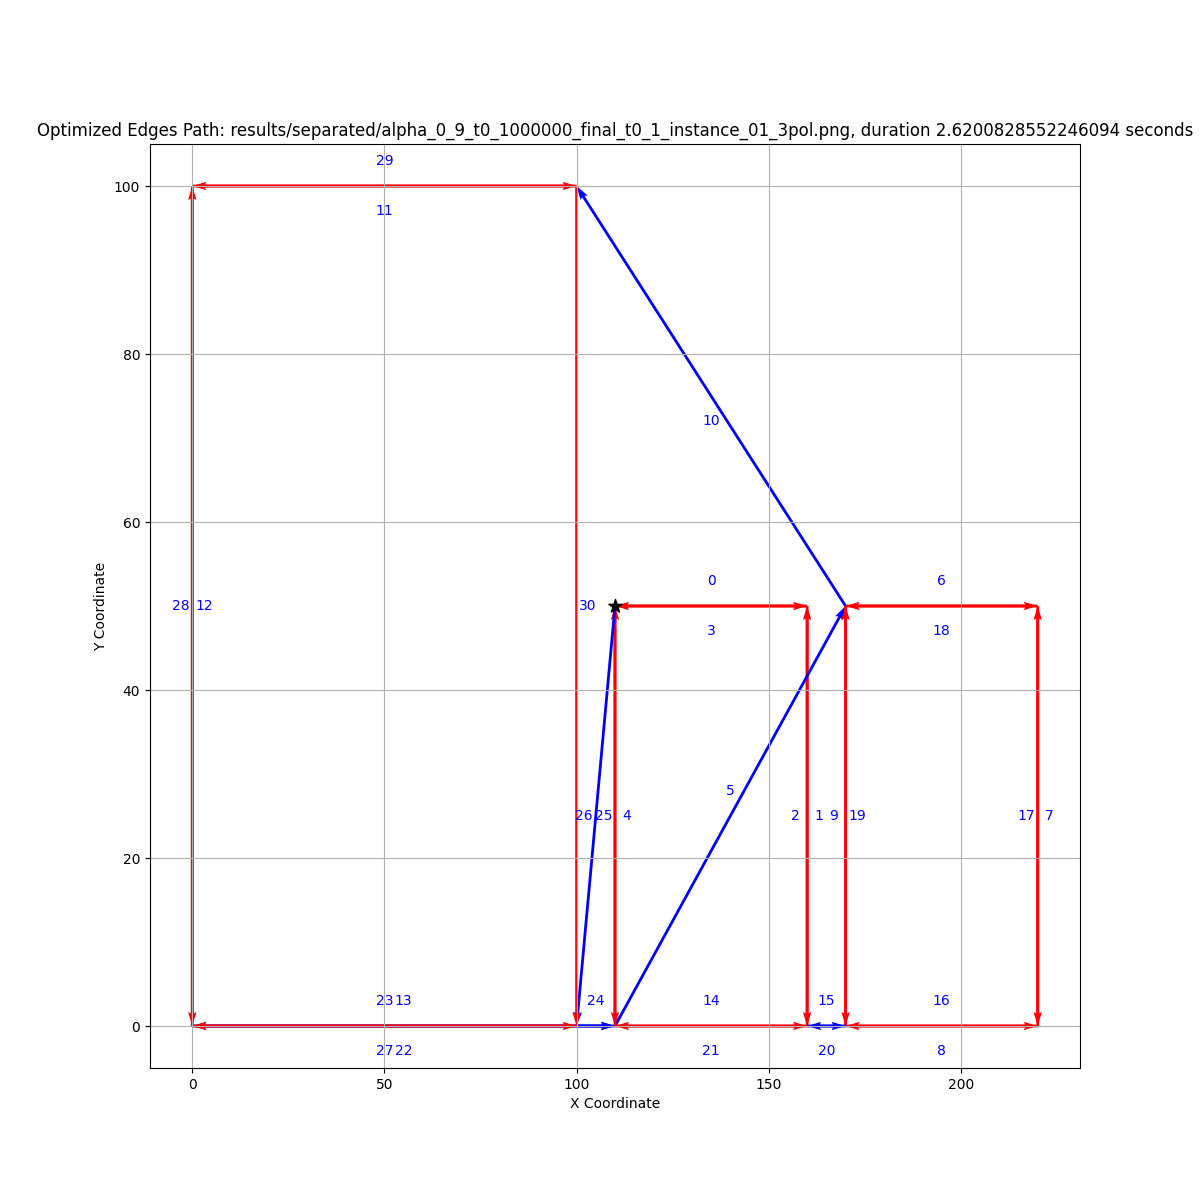 Optimized Edges Path: results/separated/alpha_0_9_t0_1000000_final_t0_1_instance_01_3pol.png, duration 2.6200828552246094 seconds
29
100
11
80
10
60
28 12 30 0 6
3 18
Y Coordinate
40
5
26 25 4 2 1 9 19 17 7
20
23 13 24 14 15 16
0
27 22 21 20 8
0 50 100 150 200
X Coordinate